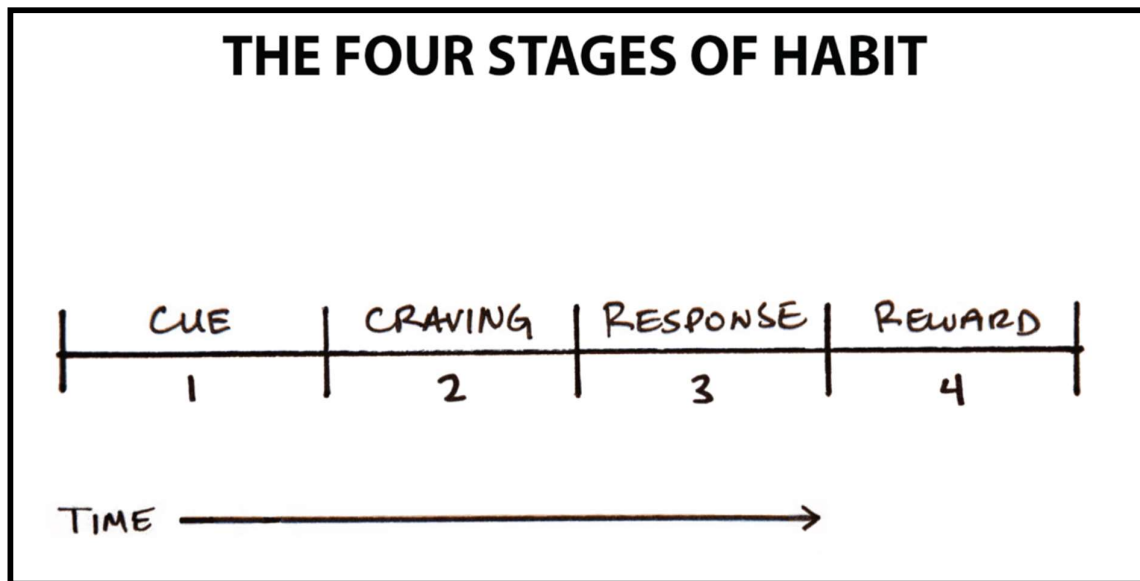 THE FOUR STAGES OF HABIT
CUE CRAVING RESPONSE REWARD
1 2 3 4
TIME